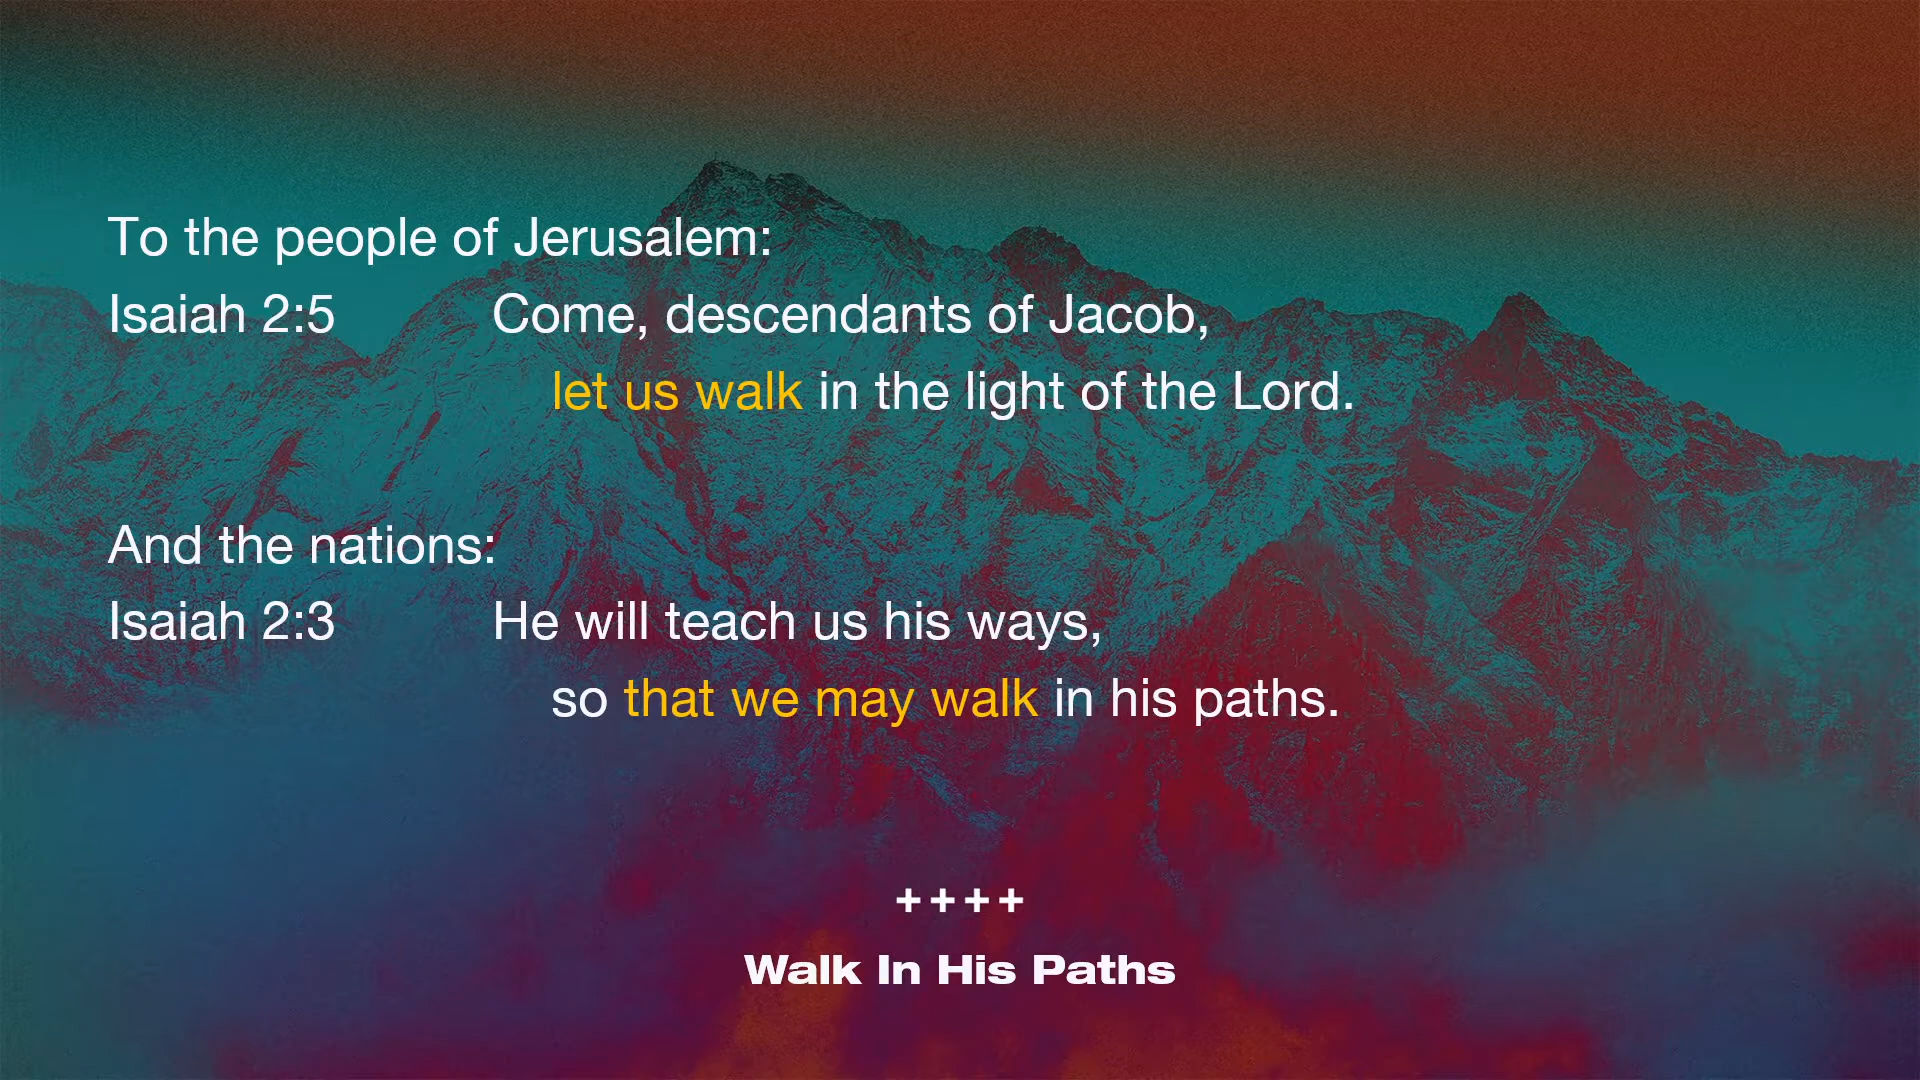 To the people of Jerusalem:
Isaiah 2:5 Come, descendants of Jacob,
let us walk in the light of the Lord.
And the nations:
Isaiah 2:3 He will teach us his ways,
so that we may walk in his paths.
++++
Walk In His Paths